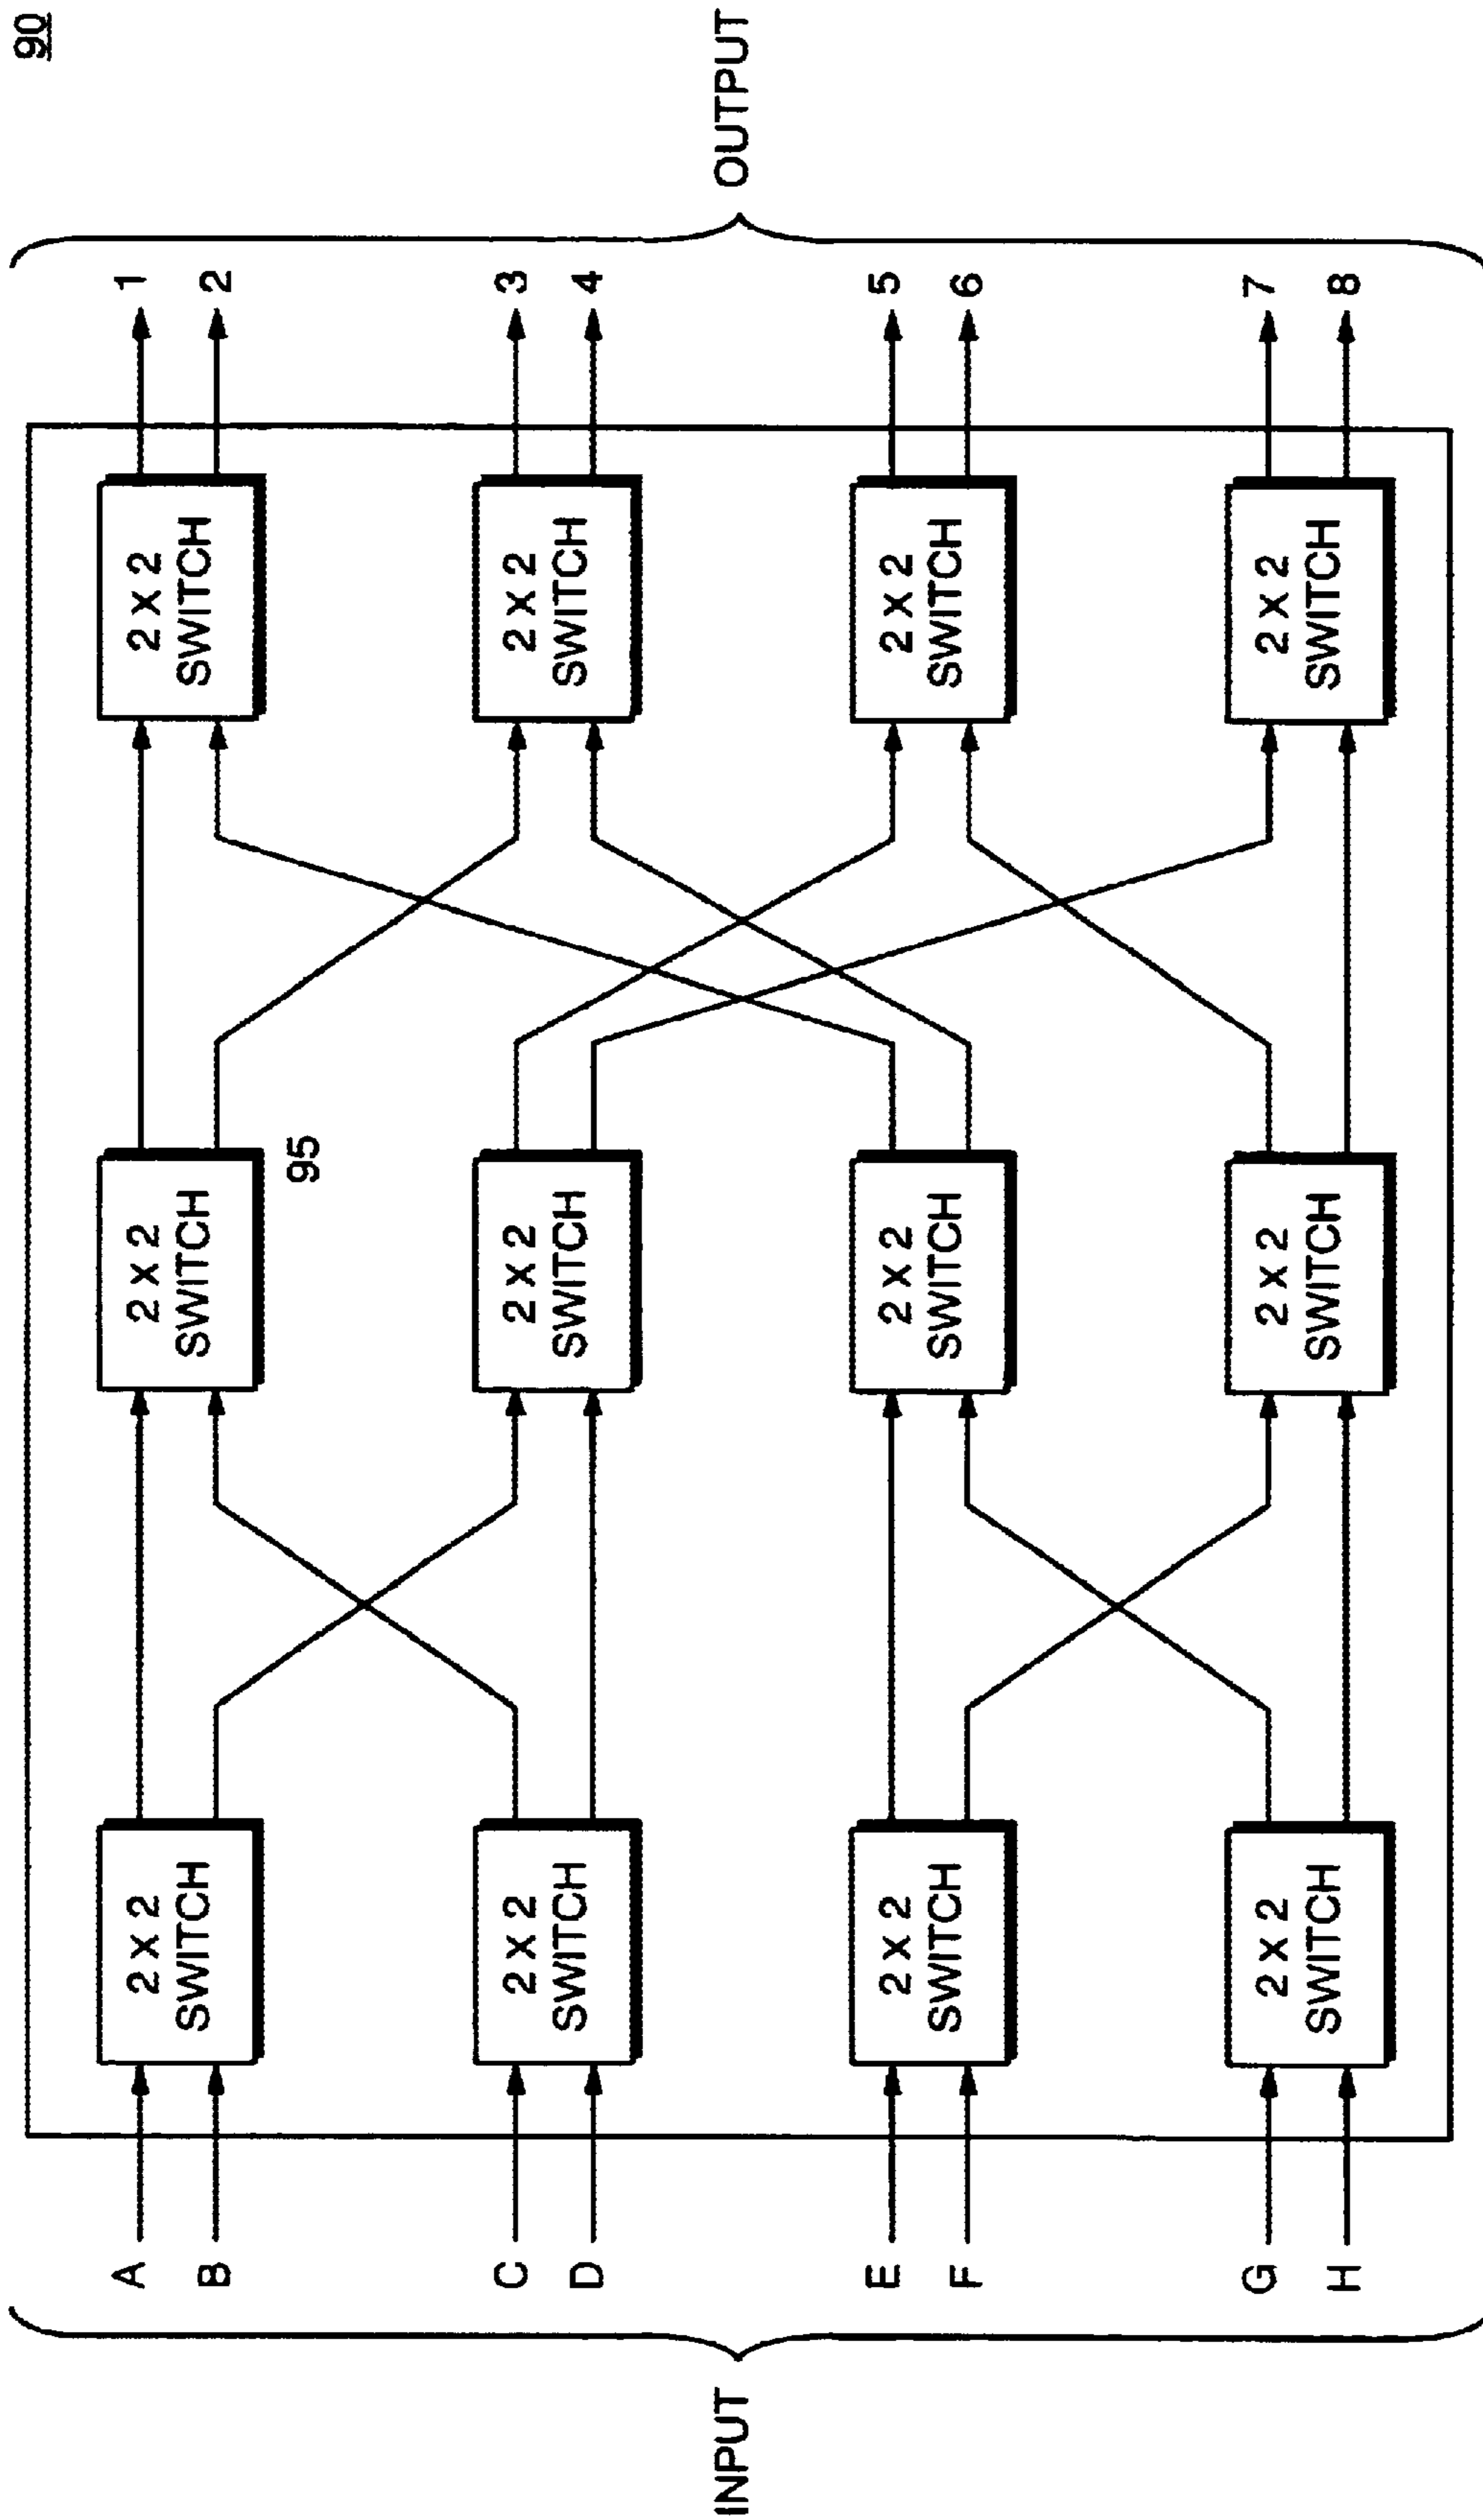 90
INPUT
OUTPUT
A
B
C
D
E
F
G
H
2 X 2
SWITCH
2 X 2
SWITCH
2 X 2
SWITCH
2 X 2
SWITCH
2 X 2
SWITCH
95
2 X 2
SWITCH
2 X 2
SWITCH
2 X 2
SWITCH
2 X 2
SWITCH
2 X 2
SWITCH
2 X 2
SWITCH
2 X 2
SWITCH
1
2
3
4
5
6
7
8